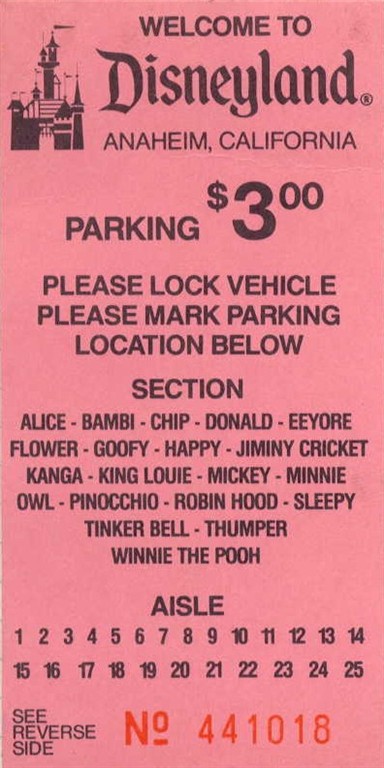 WELCOME TO
Disneyland®
ANAHEIM, CALIFORNIA
PARKING $3.00
PLEASE LOCK VEHICLE
PLEASE MARK PARKING
LOCATION BELOW
SECTION
ALICE - BAMBI - CHIP - DONALD - EEYORE
FLOWER - GOOFY - HAPPY - JIMINY CRICKET
KANGA - KING LOUIE - MICKEY - MINNIE
OWL - PINOCCHIO - ROBIN HOOD - SLEEPY
TINKER BELL - THUMPER
WINNIE THE POOH
AISLE
1 2 3 4 5 6 7 8 9 10 11 12 13 14
15 16 17 18 19 20 21 22 23 24 25
SEE
REVERSE
SIDE
Nº 441018